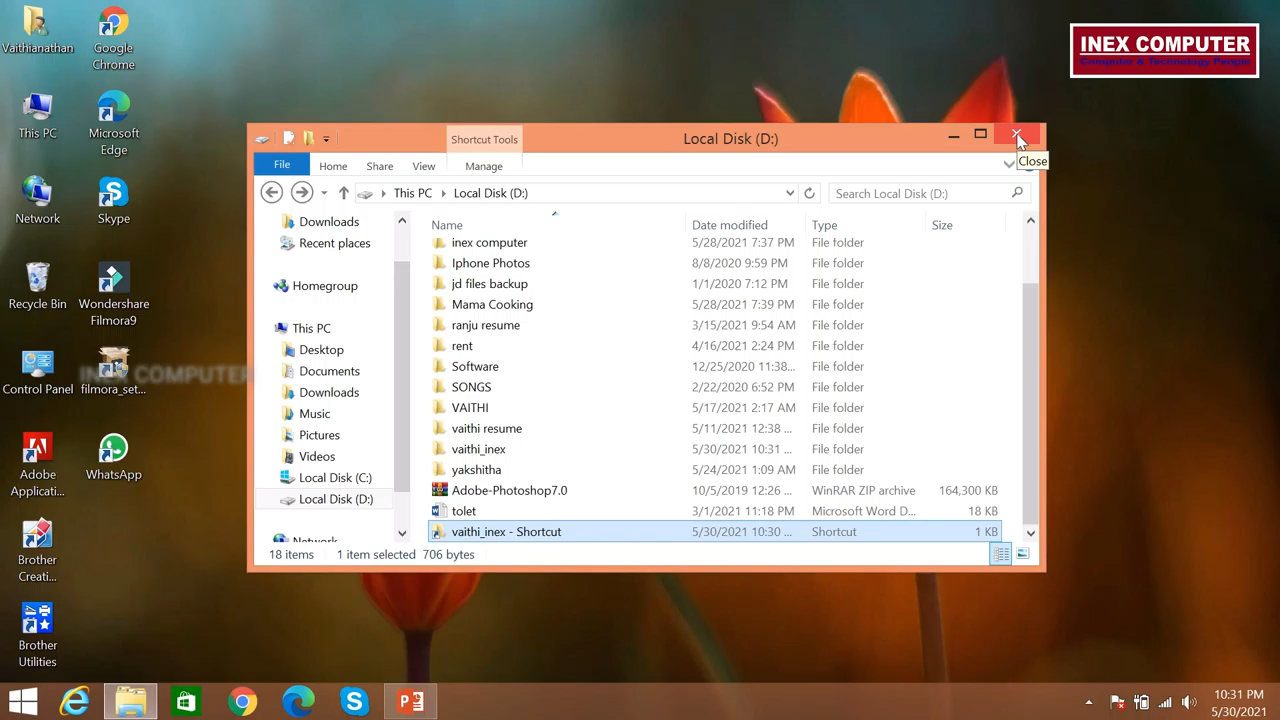 Vaithianathan
Google
Chrome
This PC
Microsoft
Edge
Network
Skype
Recycle Bin
Wondershare
Filmora9
Control Panel
filmora_set...
Adobe
Applicati...
WhatsApp
Brother
Creati...
Brother
Utilities
INEX COMPUTER
INEX COMPUTER
Computer & Technology People
Shortcut Tools
Local Disk (D:)
Close
File Home Share View Manage
This PC Local Disk (D:)
Search Local Disk (D:)
Downloads
Recent places
Homegroup
This PC
Desktop
Documents
Downloads
Music
Pictures
Videos
Local Disk (C:)
Local Disk (D:)
Network
Name Date modified Type Size
inex computer 5/28/2021 7:37 PM File folder
Iphone Photos 8/8/2020 9:59 PM File folder
jd files backup 1/1/2020 7:12 PM File folder
Mama Cooking 5/28/2021 7:39 PM File folder
ranju resume 3/15/2021 9:54 AM File folder
rent 4/16/2021 2:24 PM File folder
Software 12/25/2020 11:38... File folder
SONGS 2/22/2020 6:52 PM File folder
VAITHI 5/17/2021 2:17 AM File folder
vaithi resume 5/11/2021 12:38 ... File folder
vaithi_inex 5/30/2021 10:31 ... File folder
yakshitha 5/24/2021 1:09 AM File folder
Adobe-Photoshop7.0 10/5/2019 12:26 ... WinRAR ZIP archive 164,300 KB
tolet 3/1/2021 11:18 PM Microsoft Word D... 18 KB
vaithi_inex - Shortcut 5/30/2021 10:30 ... Shortcut 1 KB
18 items 1 item selected 706 bytes
10:31 PM
5/30/2021